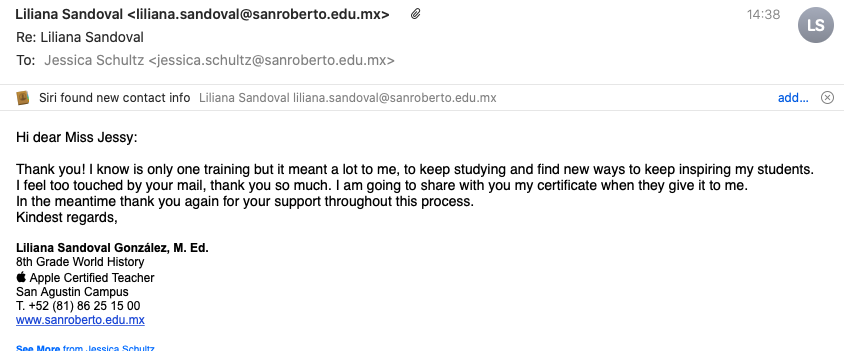 Liliana Sandoval <liliana.sandoval@sanroberto.edu.mx>
14:38
LS
Re: Liliana Sandoval
To: Jessica Schultz <jessica.schultz@sanroberto.edu.mx>
Siri found new contact info Liliana Sandoval liliana.sandoval@sanroberto.edu.mx add...
Hi dear Miss Jessy:
Thank you! I know is only one training but it meant a lot to me, to keep studying and find new ways to keep inspiring my students.
I feel too touched by your mail, thank you so much. I am going to share with you my certificate when they give it to me.
In the meantime thank you again for your support throughout this process.
Kindest regards,
Liliana Sandoval González, M. Ed.
8th Grade World History
Apple Certified Teacher
San Agustin Campus
T. +52 (81) 86 25 15 00
www.sanroberto.edu.mx
See More from Jessica Schultz